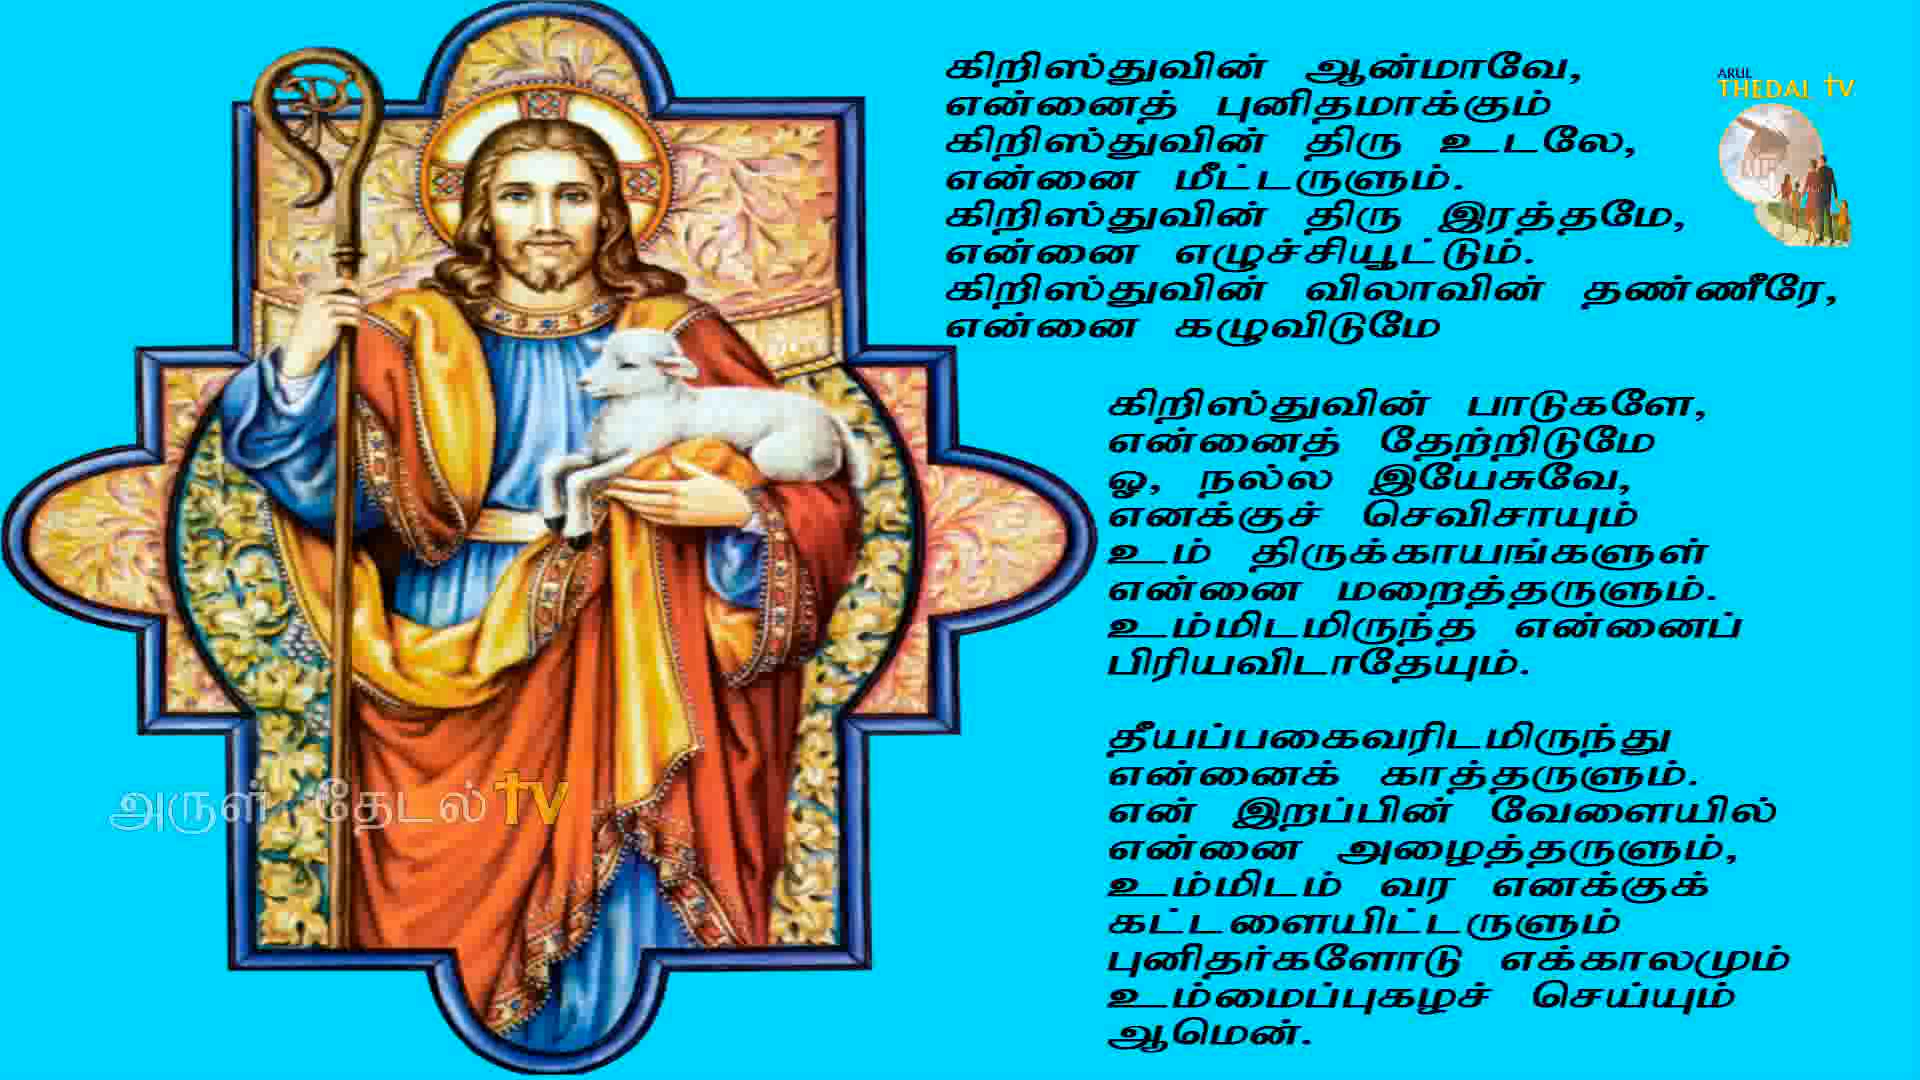 கிறிஸ்துவின் ஆன்மாவே,
என்னைத் புனிதமாக்கும்
கிறிஸ்துவின் திரு உடலே,
என்னை மீட்டருளும்.
கிறிஸ்துவின் திரு இரத்தமே,
என்னை எழுச்சியூட்டும்.
கிறிஸ்துவின் விலாவின் தண்ணீரே,
என்னை கழுவிடுமே
கிறிஸ்துவின் பாடுகளே,
என்னைத் தேற்றிடுமே
ஓ, நல்ல இயேசுவே,
எனக்குச் செவிசாயும்
உம் திருக்காயங்களுள்
என்னை மறைத்தருளும்.
உம்மிடமிருந்த என்னைப்
பிரியவிடாதேயும்.
தீயப்பகைவரிடமிருந்து
என்னைக் காத்தருளும்.
என் இறப்பின் வேளையில்
என்னை அழைத்தருளும்,
உம்மிடம் வர எனக்குக்
கட்டளையிட்டருளும்
புனிதர்களோடு எக்காலமும்
உம்மைப்புகழச் செய்யும்
ஆமென்.
ARUL
THEDAL TV
அருள் தேடல் TV